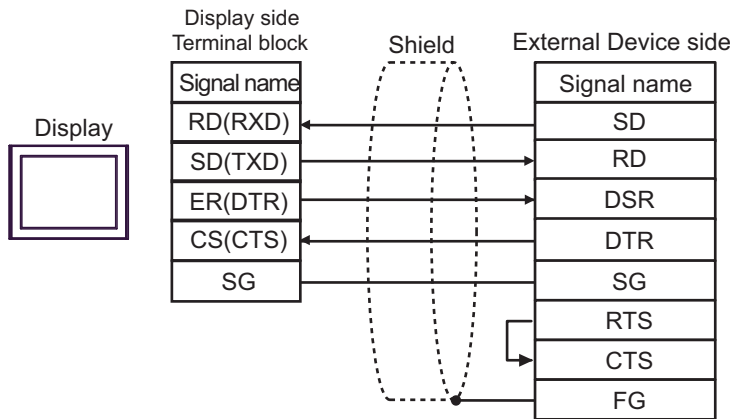 Display side
Terminal block
Shield
External Device side
Signal name
Signal name
Display
RD(RXD)
SD
SD(TXD)
RD
ER(DTR)
DSR
CS(CTS)
DTR
SG
SG
RTS
CTS
FG